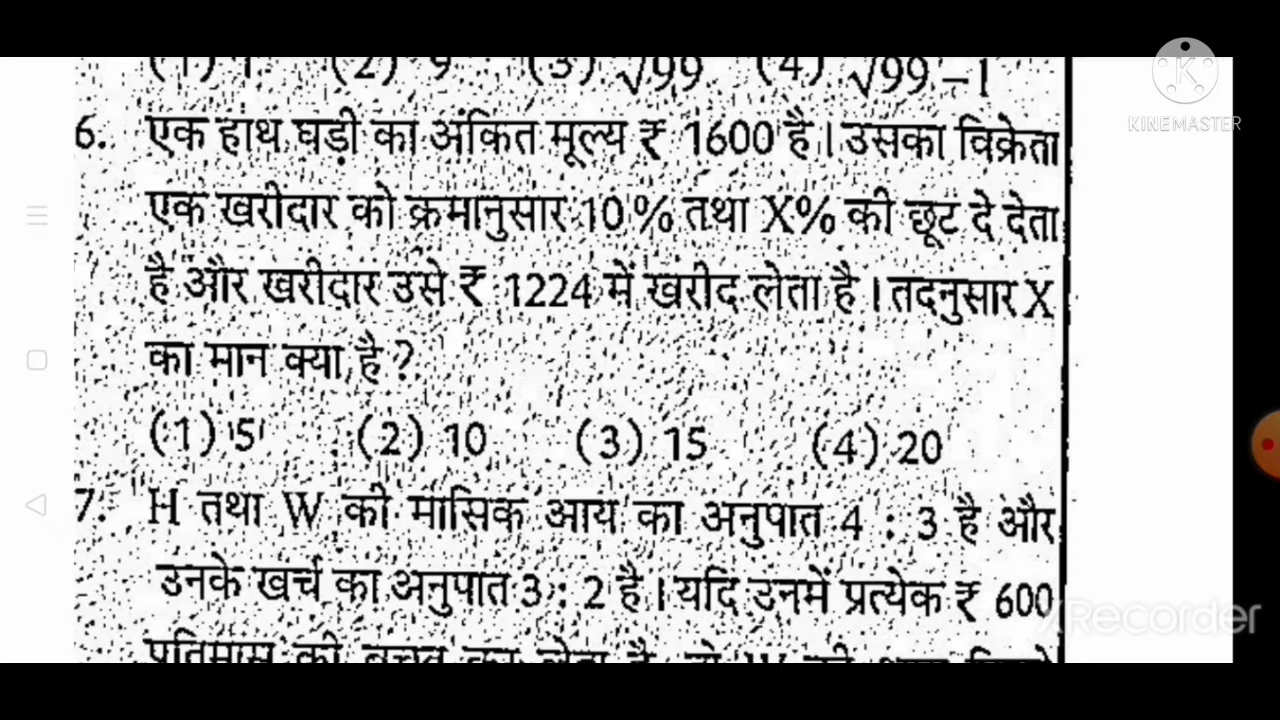 (1) 1 (2) 9 (3) √99 (4) √99 – 1
KINEMASTER
6. एक हाथ घड़ी का अंकित मूल्य ₹ 1600 है। उसका विक्रेता
एक खरीदार को क्रमानुसार 10% तथा X% की छूट दे देता
है और खरीदार उसे ₹ 1224 में खरीद लेता है। तदनुसार X
का मान क्या है ?
(1) 5 (2) 10 (3) 15 (4) 20
7. H तथा W की मासिक आय का अनुपात 4 : 3 है और
उनके खर्च का अनुपात 3 : 2 है। यदि उनमें प्रत्येक ₹ 600
XRecorder